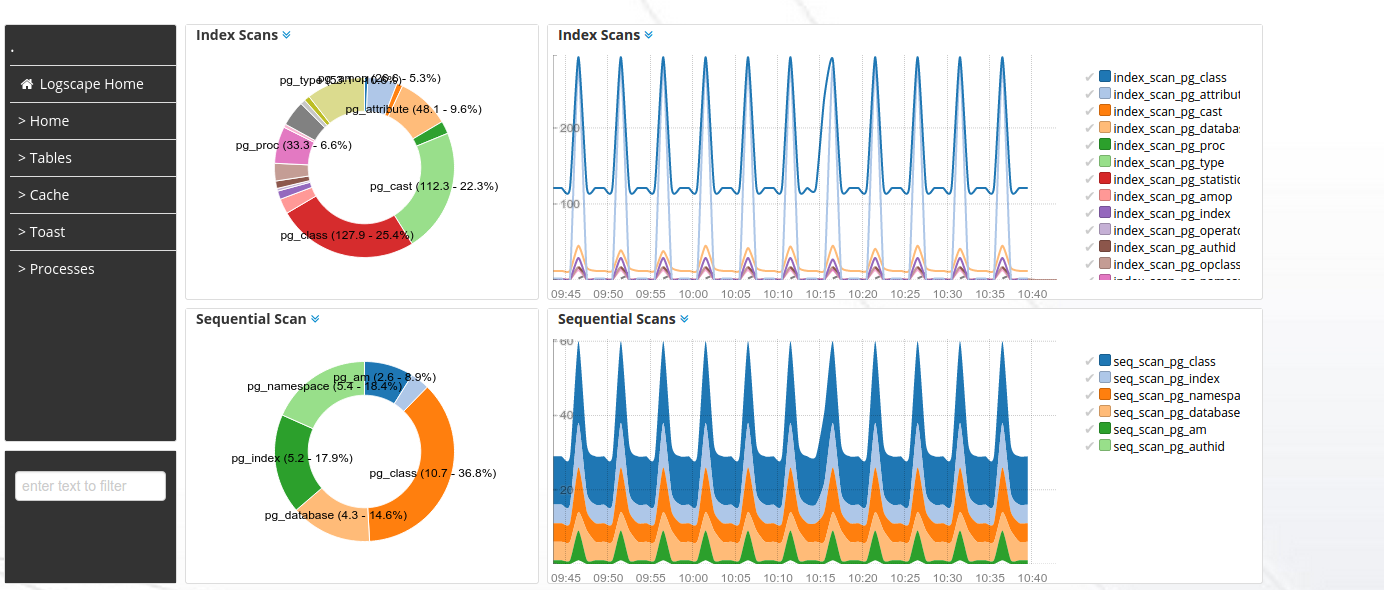 .
Logscape Home
> Home
> Tables
> Cache
> Toast
> Processes
enter text to filter
Index Scans
pg_amop (26.6 - 5.3%)
pg_attribute (48.1 - 9.6%)
pg_proc (33.3 - 6.6%)
pg_cast (112.3 - 22.3%)
pg_class (127.9 - 25.4%)
Index Scans
200
100
09:45 09:50 09:55 10:00 10:05 10:10 10:15 10:20 10:25 10:30 10:35 10:40
index_scan_pg_class
index_scan_pg_attribut
index_scan_pg_cast
index_scan_pg_databa
index_scan_pg_proc
index_scan_pg_type
index_scan_pg_statistic
index_scan_pg_amop
index_scan_pg_index
index_scan_pg_operato
index_scan_pg_authid
index_scan_pg_opclass
Sequential Scan
pg_am (2.6 - 8.9%)
pg_namespace (5.4 - 18.4%)
pg_index (5.2 - 17.9%)
pg_class (10.7 - 36.8%)
pg_database (4.3 - 14.6%)
Sequential Scans
60
40
20
09:45 09:50 09:55 10:00 10:05 10:10 10:15 10:20 10:25 10:30 10:35 10:40
seq_scan_pg_class
seq_scan_pg_index
seq_scan_pg_namespa
seq_scan_pg_database
seq_scan_pg_am
seq_scan_pg_authid